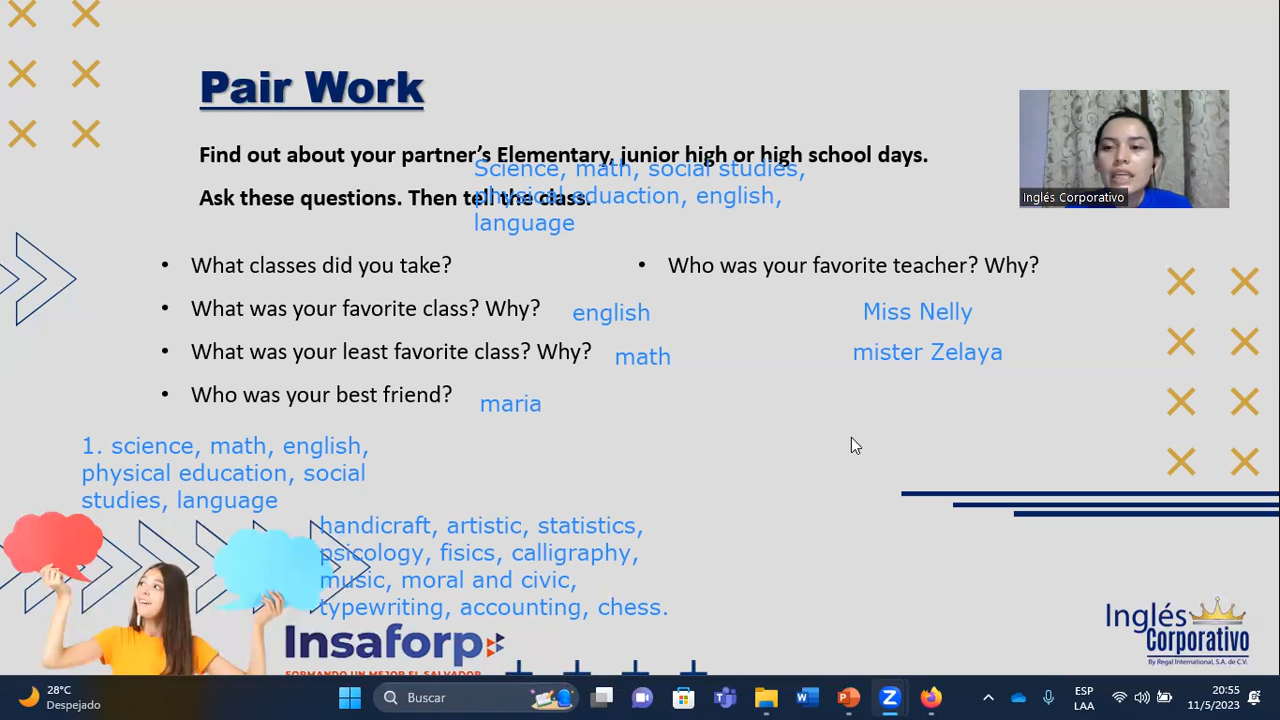 Pair Work
Find out about your partner's Elementary, junior high or high school days.
Science, math, social studies,
Ask these questions. Then tell the class.
physical eduaction, english,
language
What classes did you take?
What was your favorite class? Why?
english
What was your least favorite class? Why?
math
Who was your best friend?
maria
Who was your favorite teacher? Why?
Miss Nelly
mister Zelaya
1. science, math, english,
physical education, social
studies, language
handicraft, artistic, statistics,
psicology, fisics, calligraphy,
music, moral and civic,
typewriting, accounting, chess.
Inglés Corporativo
Insaforp
FORMANDO UN MEJOR EL SALVADOR
Inglés
Corporativo
By Regal International, S.A. de C.V.
28°C
Despejado
Buscar
ESP
LAA
20:55
11/5/2023